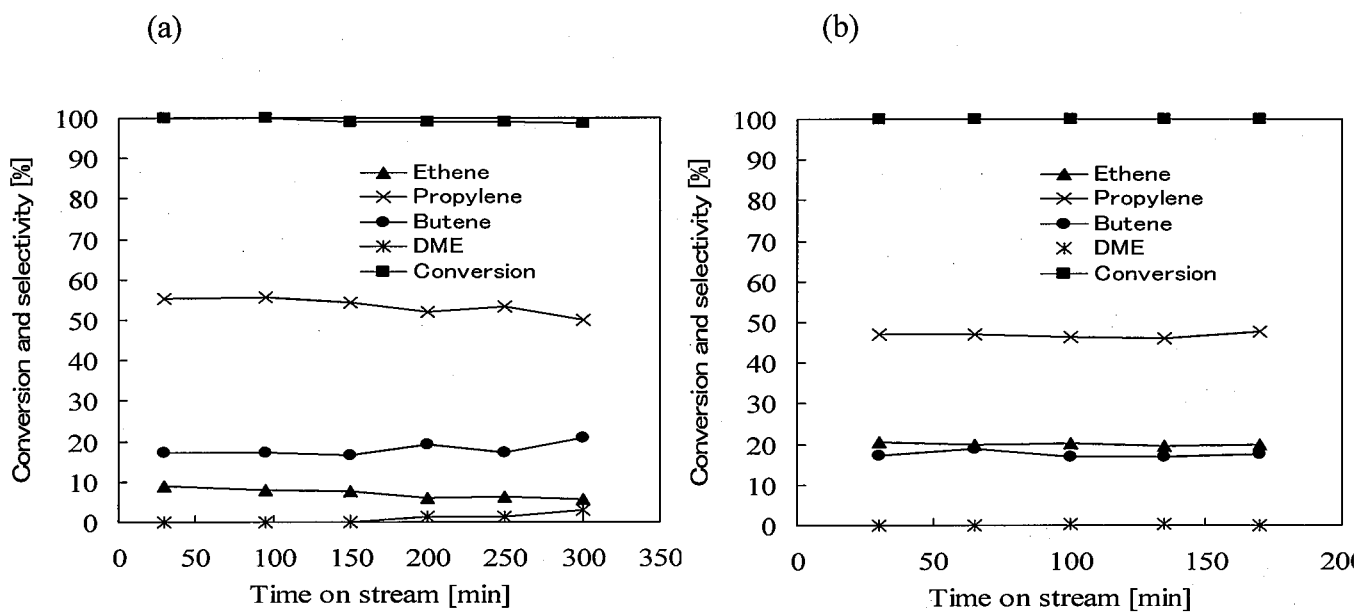 (a)
Conversion and selectivity [%]
100
90
80
70
60
50
40
30
20
10
0
Ethene
Propylene
Butene
DME
Conversion
0 50 100 150 200 250 300 350
Time on stream [min]
(b)
Conversion and selectivity [%]
100
90
80
70
60
50
40
30
20
10
0
Ethene
Propylene
Butene
DME
Conversion
0 50 100 150
Time on stream [min]